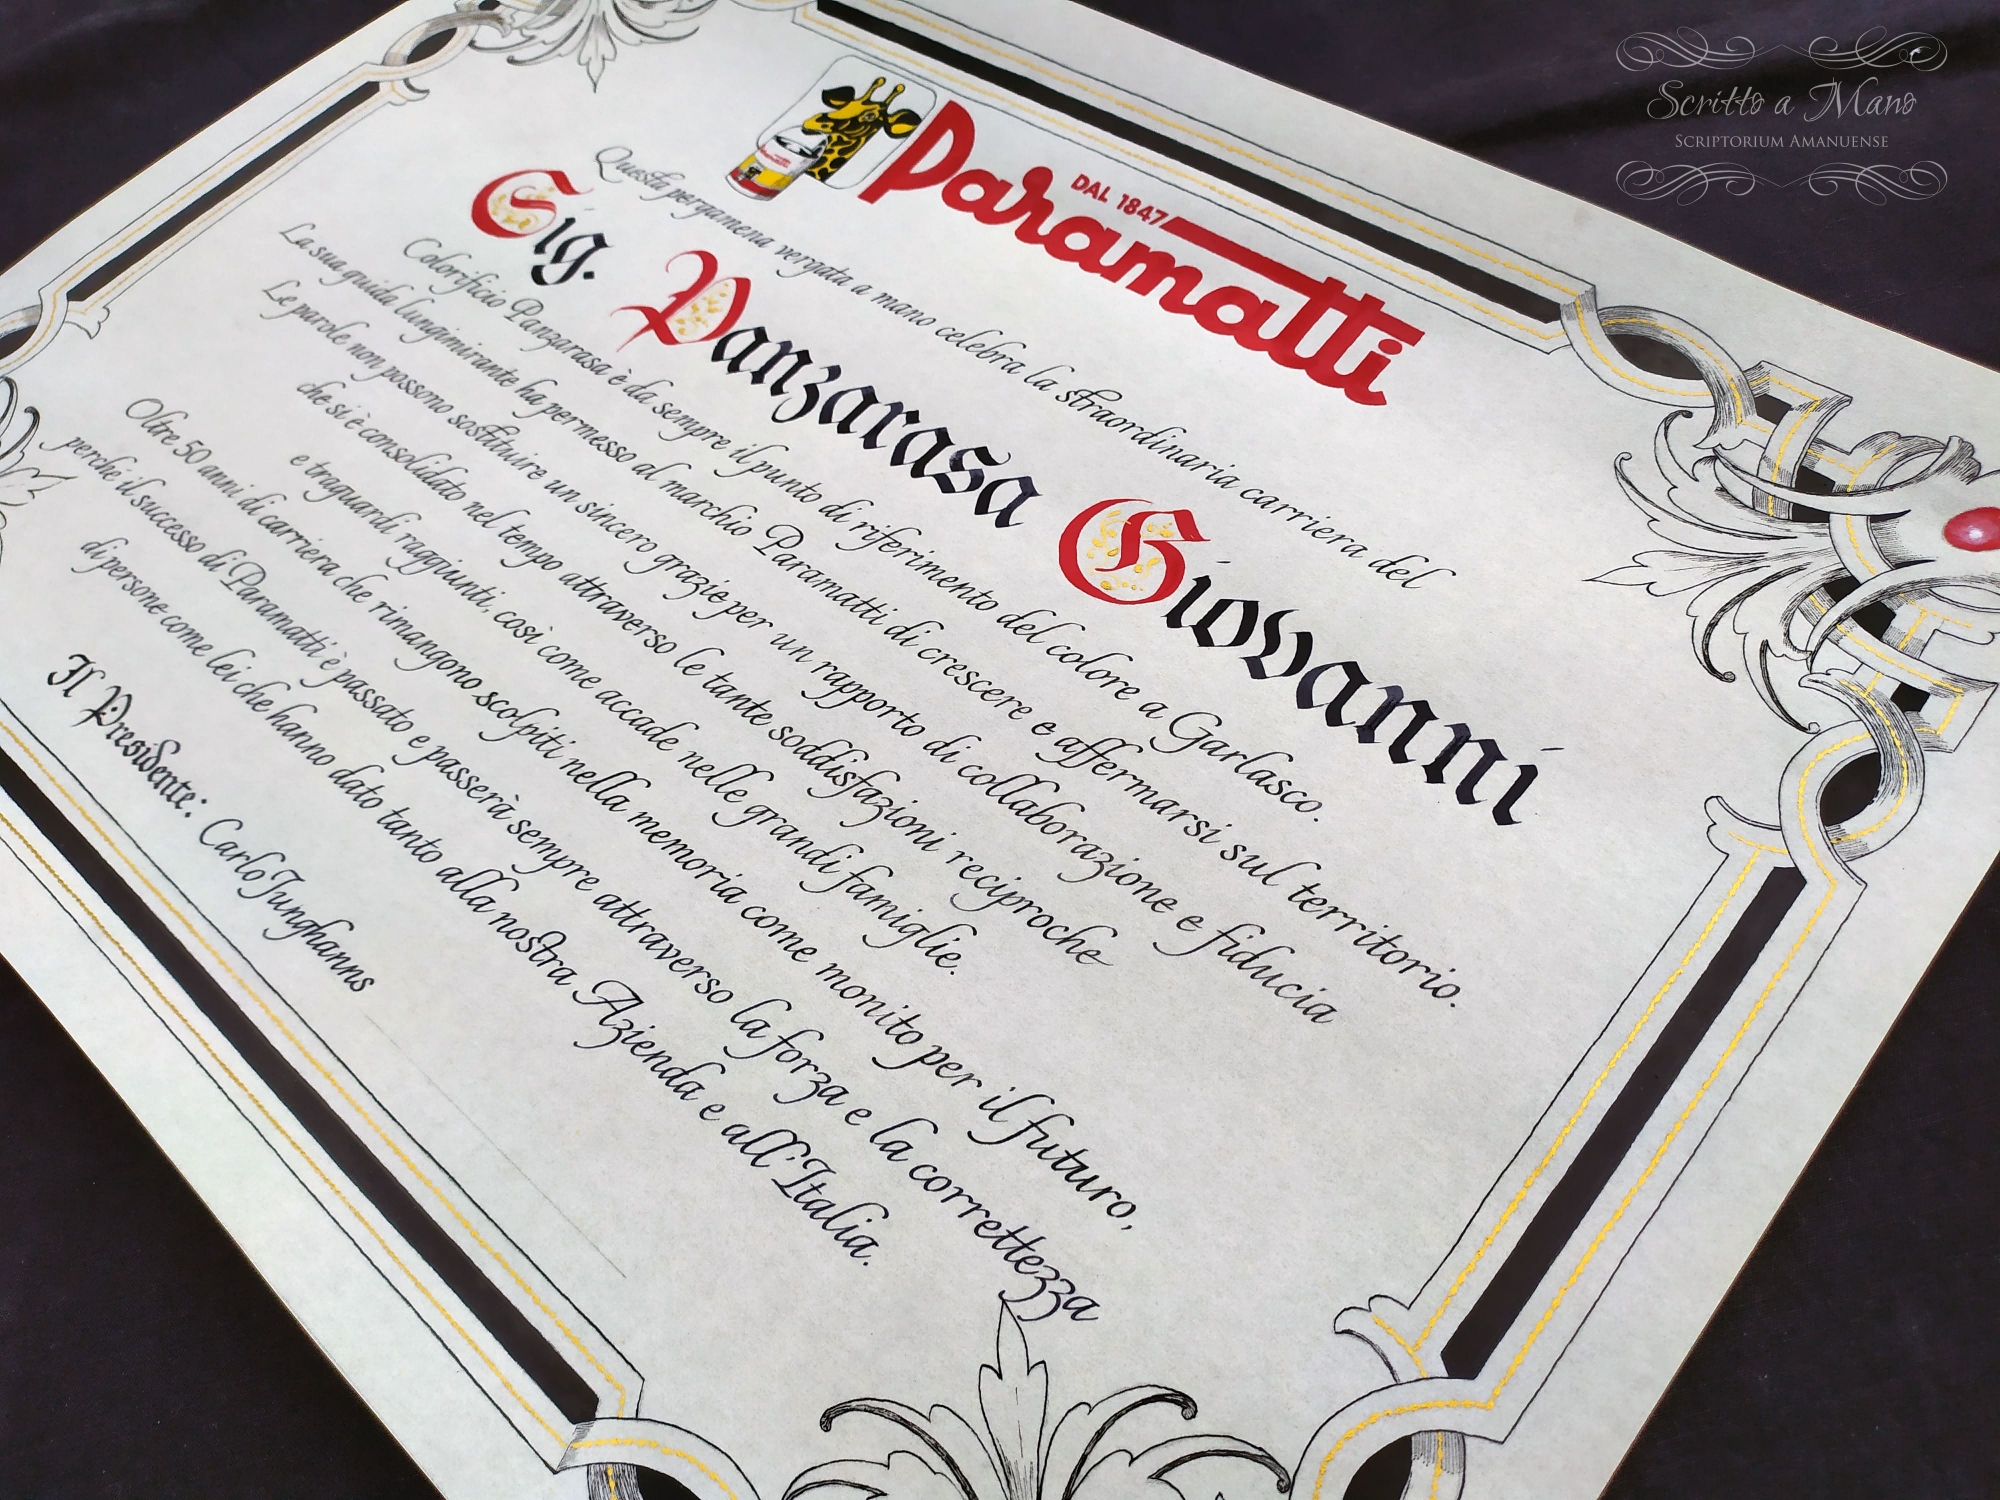 Scritto a Mano
Scriptorium Amanuense
DAL 1847
Paramatti
Questa pergamena vergata a mano celebra la straordinaria carriera del
Sig. Panzarasa Giovanni
Colorificio Panzarasa è da sempre il punto di riferimento del colore a Garlasco.
La sua guida lungimirante ha permesso al marchio Paramatti di crescere e affermarsi sul territorio.
Le parole non possono sostituire un sincero grazie per un rapporto di collaborazione e fiducia
che si è consolidato nel tempo attraverso le tante soddisfazioni reciproche
e traguardi raggiunti, così come accade nelle grandi famiglie.
Oltre 50 anni di carriera che rimangono scolpiti nella memoria come monito per il futuro,
perché il successo di Paramatti è passato e passerà sempre attraverso la forza e la correttezza
di persone come lei che hanno dato tanto alla nostra Azienda e all'Italia.
Il Presidente: Carlo Junghanns